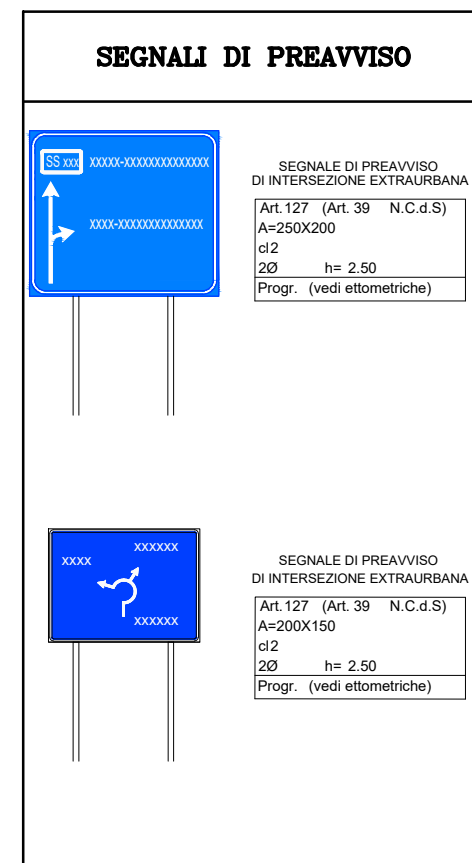 SEGNALI DI PREAVVISO
SS xxx XXXXX-XXXXXXXXXXXXXX
XXXX-XXXXXXXXXXXXX
SEGNALE DI PREAVVISO
DI INTERSEZIONE EXTRAURBANA
Art.127 (Art. 39 N.C.d.S)
A=250X200
cl2
2Ø h= 2.50
Progr. (vedi ettometriche)
xxxxxx
xxxx
xxxxxx
SEGNALE DI PREAVVISO
DI INTERSEZIONE EXTRAURBANA
Art.127 (Art. 39 N.C.d.S)
A=200X150
cl2
2Ø h= 2.50
Progr. (vedi ettometriche)